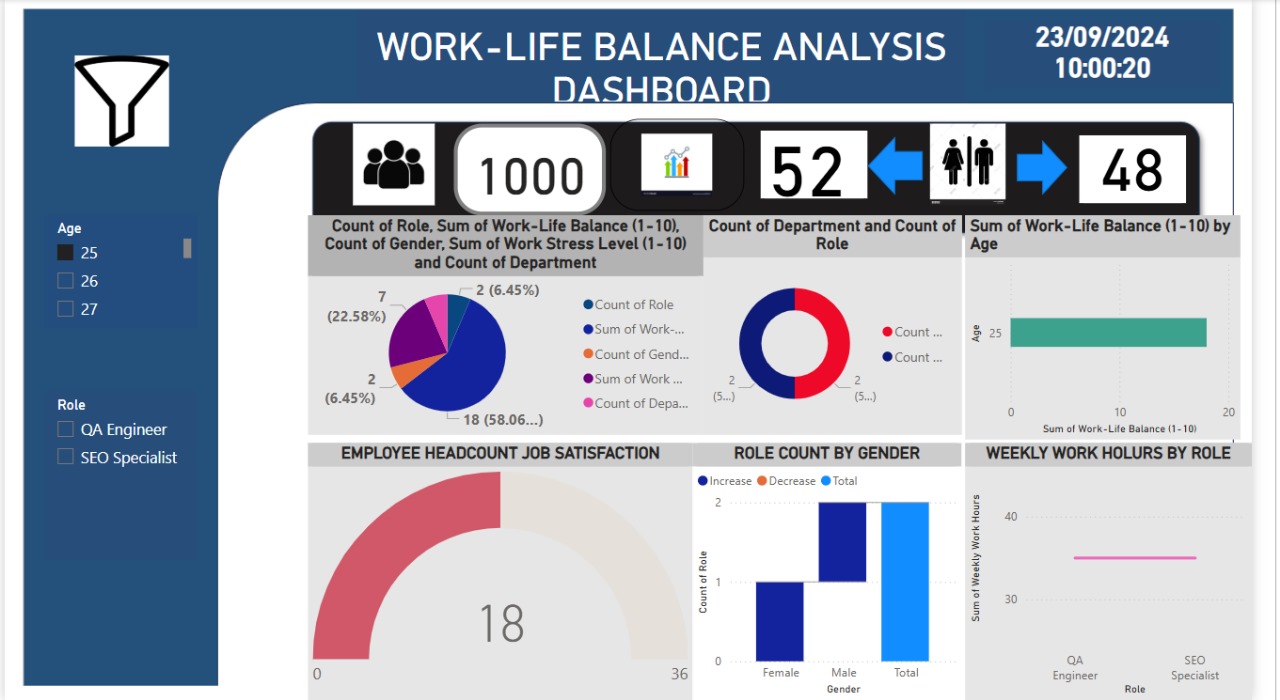 WORK-LIFE BALANCE ANALYSIS
DASHBOARD
23/09/2024
10:00:20
1000
52
48
Age
25
26
27
Role
QA Engineer
SEO Specialist
Count of Role, Sum of Work-Life Balance (1-10),
Count of Gender, Sum of Work Stress Level (1-10)
and Count of Department
2 (6.45%)
7
(22.58%)
2
(6.45%)
18 (58.06...)
Count of Role
Sum of Work-...
Count of Gend...
Sum of Work ...
Count of Depa...
Count of Department and Count of
Role
2
(5...)
2
(5...)
Count ...
Count ...
Sum of Work-Life Balance (1-10) by
Age
Age
25
0
10
20
Sum of Work-Life Balance (1-10)
EMPLOYEE HEADCOUNT JOB SATISFACTION
18
0
36
ROLE COUNT BY GENDER
Increase
Decrease
Total
Count of Role
2
1
0
Female
Male
Total
Gender
WEEKLY WORK HOLURS BY ROLE
Sum of Weekly Work Hours
40
30
QA
Engineer
SEO
Specialist
Role